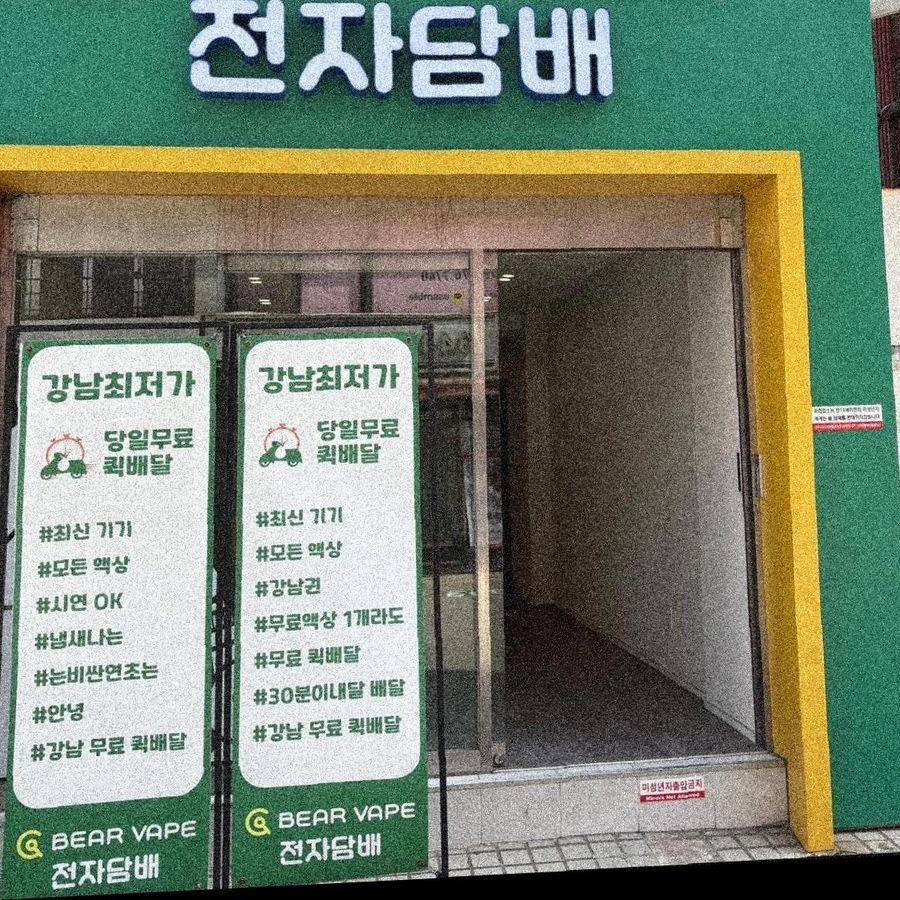 전자담배
강남최저가
당일무료
퀵배달
#최신 기기
#모든 액상
#시연 OK
#냄새나는
#는비싼연초는
#안녕
#강남 무료 퀵배달
BEAR VAPE
전자담배
강남최저가
당일무료
퀵배달
#최신 기기
#모든 액상
#강남권
#무료액상 1개라도
#무료 퀵배달
#30분이내달 배달
#강남 무료 퀵배달
BEAR VAPE
전자담배
미성년자출입금지
Minors Not Allowed